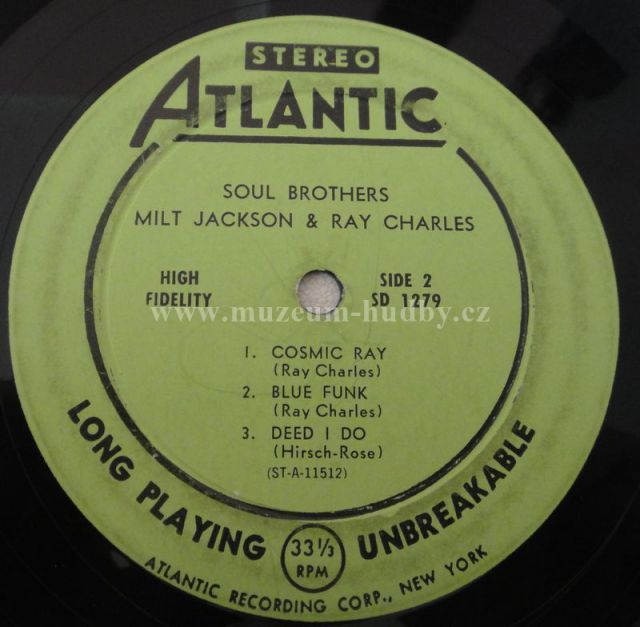 STEREO
ATLANTIC
SOUL BROTHERS
MILT JACKSON & RAY CHARLES
HIGH
FIDELITY
SIDE 2
SD 1279
www.muzeum-hudby.cz
1. COSMIC RAY
(Ray Charles)
2. BLUE FUNK
(Ray Charles)
3. DEED I DO
(Hirsch-Rose)
(ST-A-11512)
LONG PLAYING 33 1/3 RPM UNBREAKABLE
ATLANTIC RECORDING CORP., NEW YORK